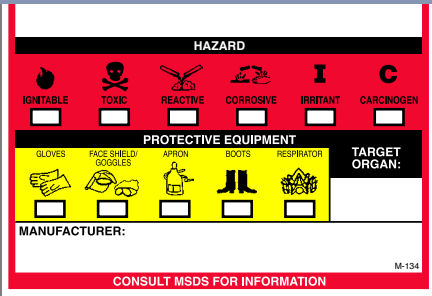 HAZARD
IGNITABLE TOXIC REACTIVE CORROSIVE IRRITANT CARCINOGEN
I C
PROTECTIVE EQUIPMENT
GLOVES FACE SHIELD/ GOGGLES APRON BOOTS RESPIRATOR
TARGET
ORGAN:
MANUFACTURER:
M-134
CONSULT MSDS FOR INFORMATION